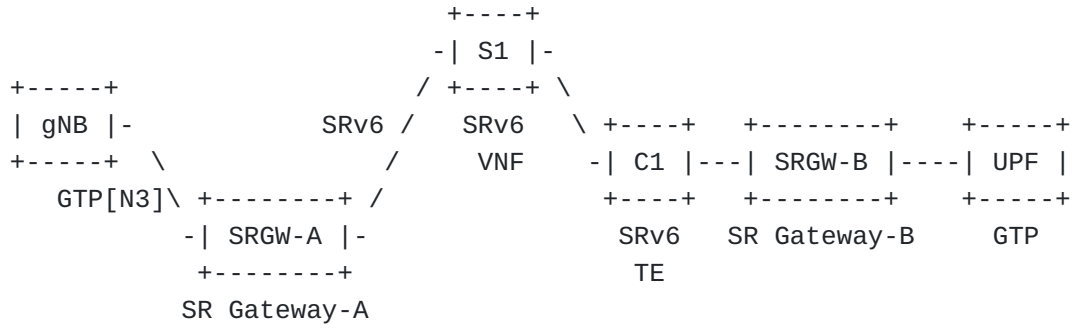 +----+
                           -| S1 |-
+-----+                   / +----+ \
| gNB |-            SRv6 /   SRv6   \ +----+   +--------+    +-----+
+-----+  \              /     VNF    -| C1 |---| SRGW-B |----| UPF |
   GTP[N3]\ +--------+ /              +----+   +--------+    +-----+
           -| SRGW-A |-                SRv6   SR Gateway-B     GTP
            +--------+                  TE
           SR Gateway-A